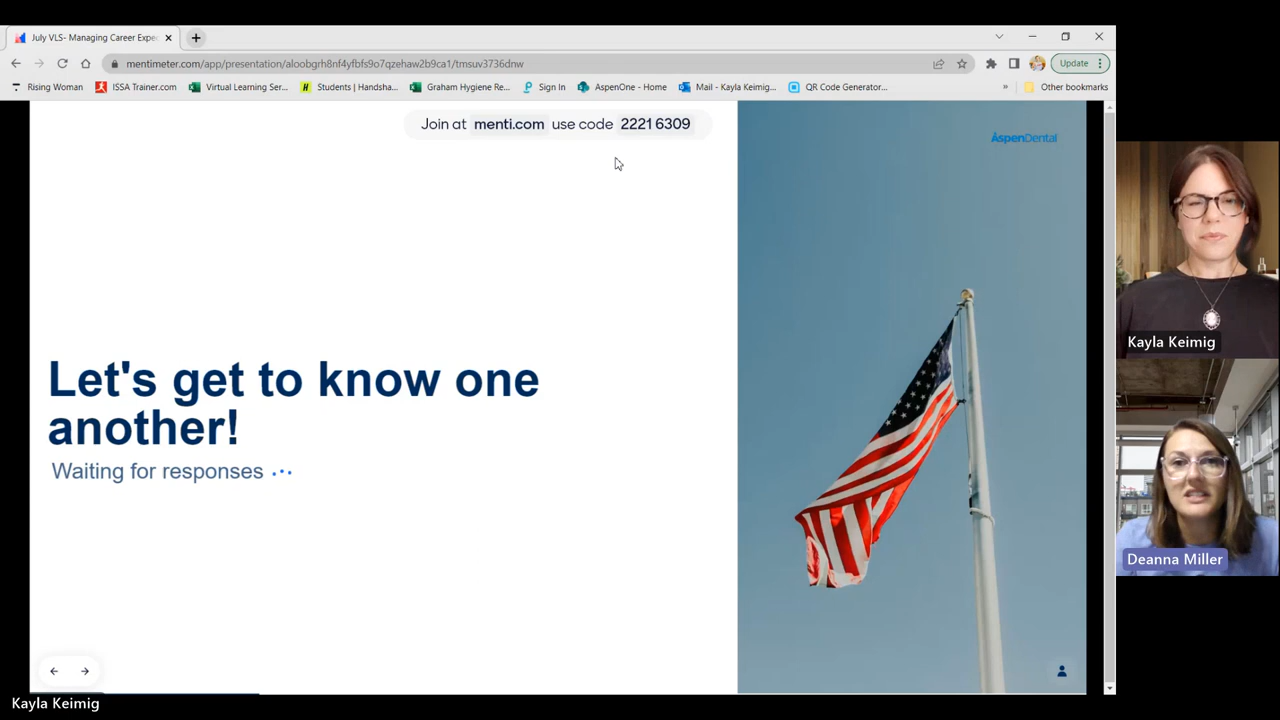 July VLS- Managing Career Expe
mentimeter.com/app/presentation/aloobgrh8nf4yfbfs9o7qzehaw2b9ca1/tmsuv3736dnw
Update
Rising Woman
ISSA Trainer.com
Virtual Learning Ser...
Students | Handsha...
Graham Hygiene Re...
Sign In
AspenOne - Home
Mail - Kayla Keimig...
QR Code Generator...
»
Other bookmarks
Join at menti.com use code 2221 6309
AspenDental
Let's get to know one
another!
Waiting for responses
Kayla Keimig
Deanna Miller
Kayla Keimig